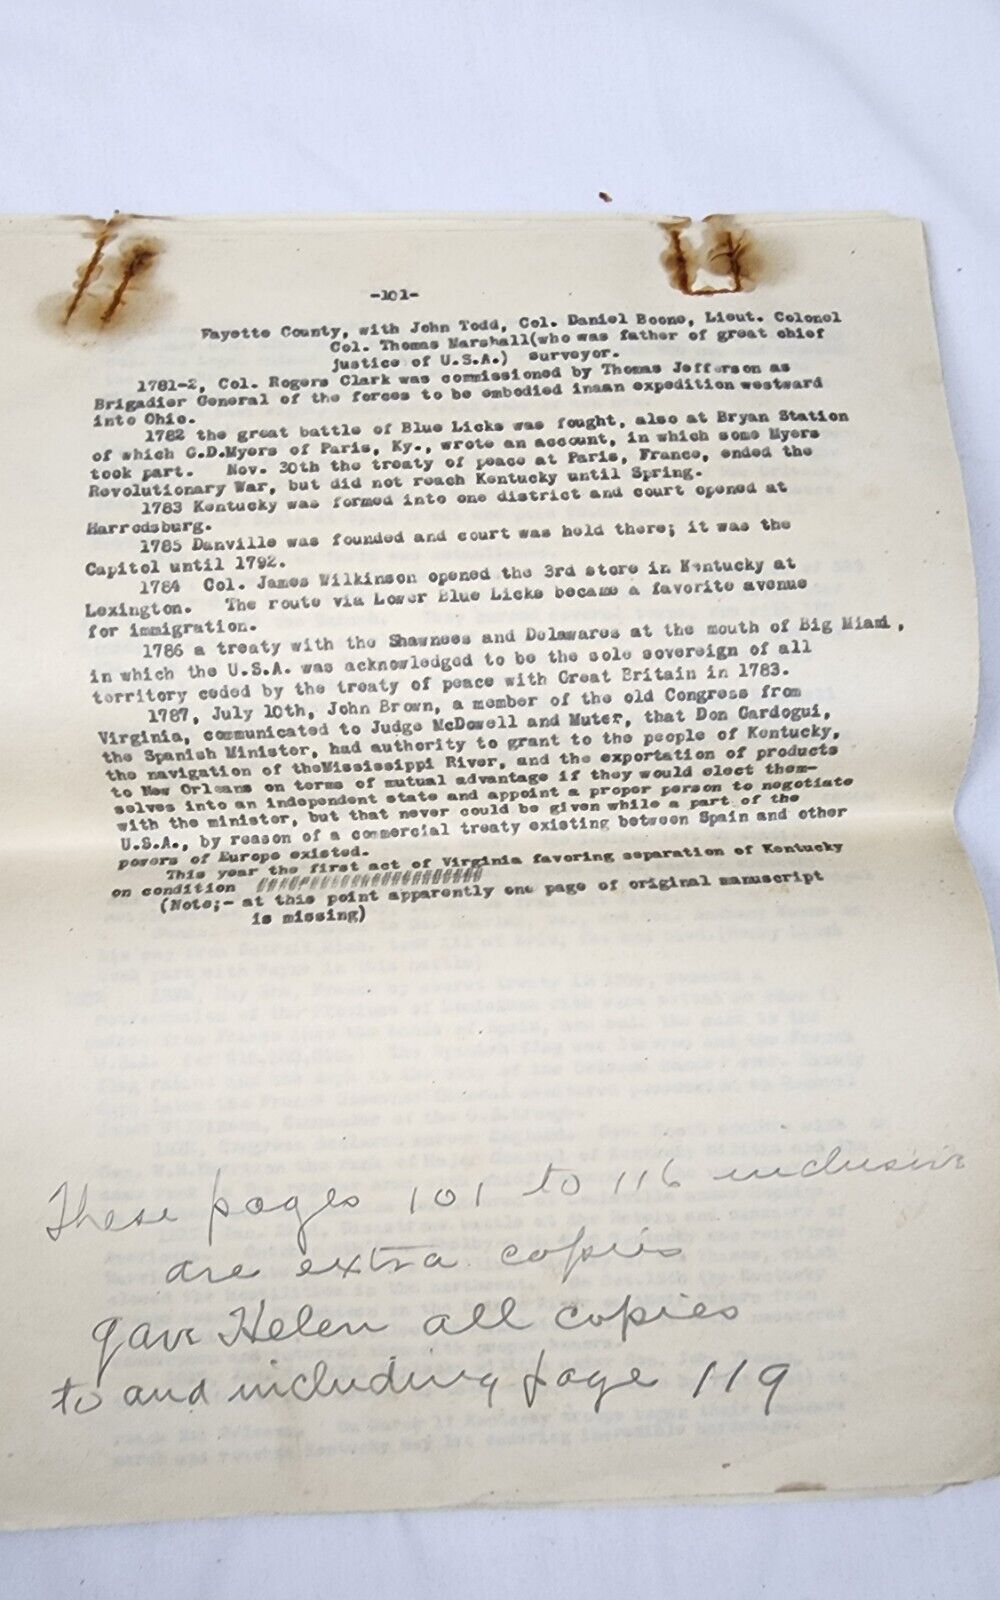 -101-
Fayette County, with John Todd, Col. Daniel Boone, Lieut. Colonel
Col. Thomas Marshall(who was father of great chief
justice of U.S.A.) surveyor.
1781-2, Col. Rogers Clark was commissioned by Thomas Jefferson as
Brigadier General of the forces to be embodied inaan expedition westward
into Ohio.
1782 the great battle of Blue Licks was fought, also at Bryan Station
of which G.D.Myers of Paris, Ky., wrote an account, in which some Myers
took part. Nov. 30th the treaty of peace at Paris, France, ended the
Revolutionary War, but did not reach Kentucky until Spring.
1783 Kentucky was formed into one district and court opened at
Harrodsburg.
1785 Danville was founded and court was held there; it was the
Capitol until 1792.
1784 Col. James Wilkinson opened the 3rd store in Kentucky at
Lexington. The route via Lower Blue Licks became a favorite avenue
for immigration.
1786 a treaty with the Shawnees and Delawares at the mouth of Big Miami,
in which the U.S.A. was acknowledged to be the sole sovereign of all
territory ceded by the treaty of peace with Great Britain in 1783.
1787, July 10th, John Brown, a member of the old Congress from
Virginia, communicated to Judge McDowell and Muter, that Don Gardogui,
the Spanish Minister, had authority to grant to the people of Kentucky,
the navigation of theMississippi River, and the exportation of products
to New Orleans on terms of mutual advantage if they would elect them-
selves into an independent state and appoint a proper person to negotiate
with the minister, but that never could be given while a part of the
U.S.A., by reason of a commercial treaty existing between Spain and other
powers of Europe existed.
This year the first act of Virginia favoring separation of Kentucky
on condition
(Note;- at this point apparently one page of original manuscript
is missing)
These pages 101 to 116 inclusive
are extra copies
gave Helen all copies
to and including page 119